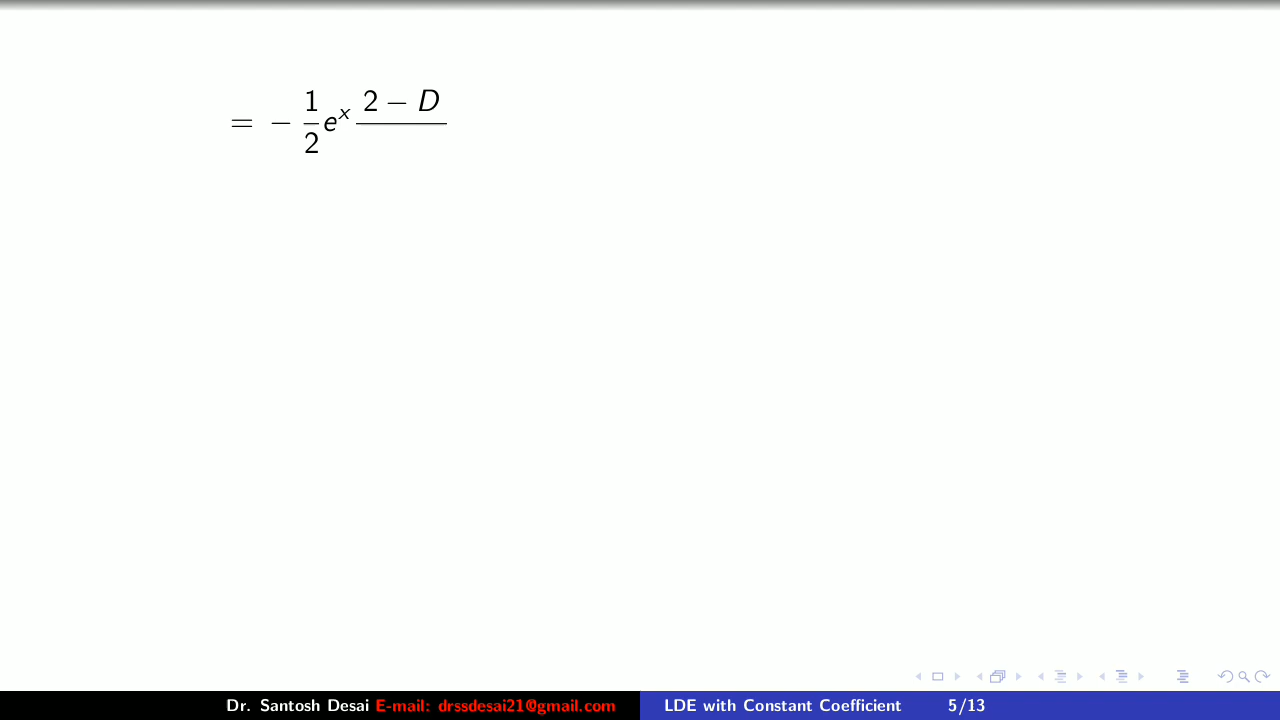 = - 1/2 e^x (2 - D)/
Dr. Santosh Desai E-mail: drssdesai21@gmail.com LDE with Constant Coefficient 5/13